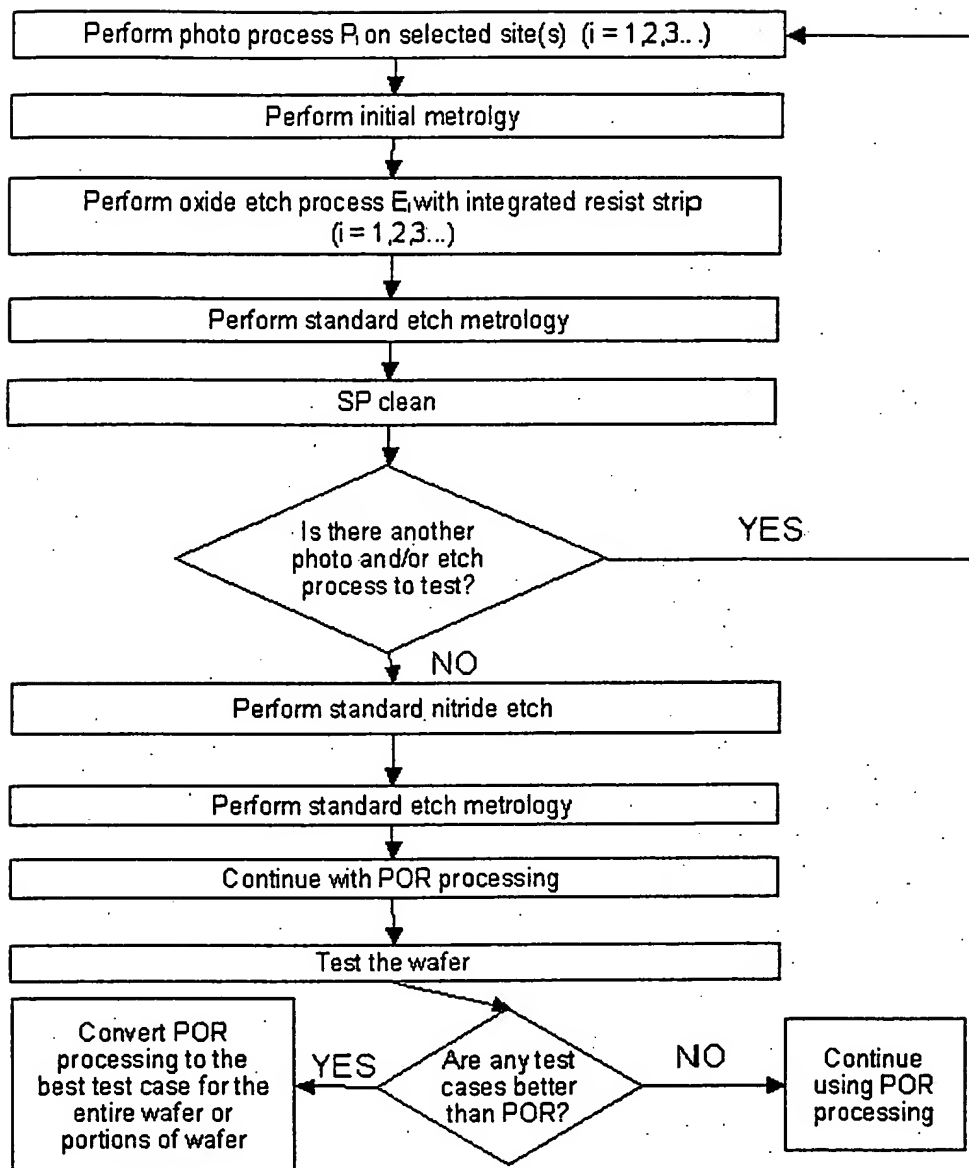 Perform photo process Pᵢ on selected site(s) (i = 1,2,3...)
Perform initial metrolgy
Perform oxide etch process Eᵢ with integrated resist strip
(i = 1,2,3...)
Perform standard etch metrology
SP clean
Is there another
photo and/or etch
process to test?
YES
NO
Perform standard nitride etch
Perform standard etch metrology
Continue with POR processing
Test the wafer
Convert POR
processing to the
best test case for the
entire wafer or
portions of wafer
YES
Are any test
cases better
than POR?
NO
Continue
using POR
processing